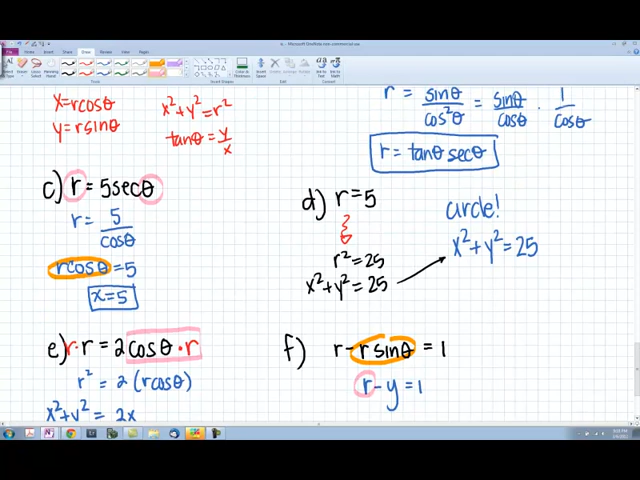 x=rcosθ
y=rsinθ
x²+y²=r²
tanθ=y/x
r = sinθ/cos²θ = sinθ/cosθ · 1/cosθ
r = tanθ secθ
c) r = 5secθ
r = 5/cosθ
rcosθ = 5
x=5
d) r=5
r²=25
x²+y² = 25
circle!
x²+y²=25
e) r·r = 2cosθ·r
r² = 2(rcosθ)
x²+y² = 2x
f) r-rsinθ = 1
r-y=1